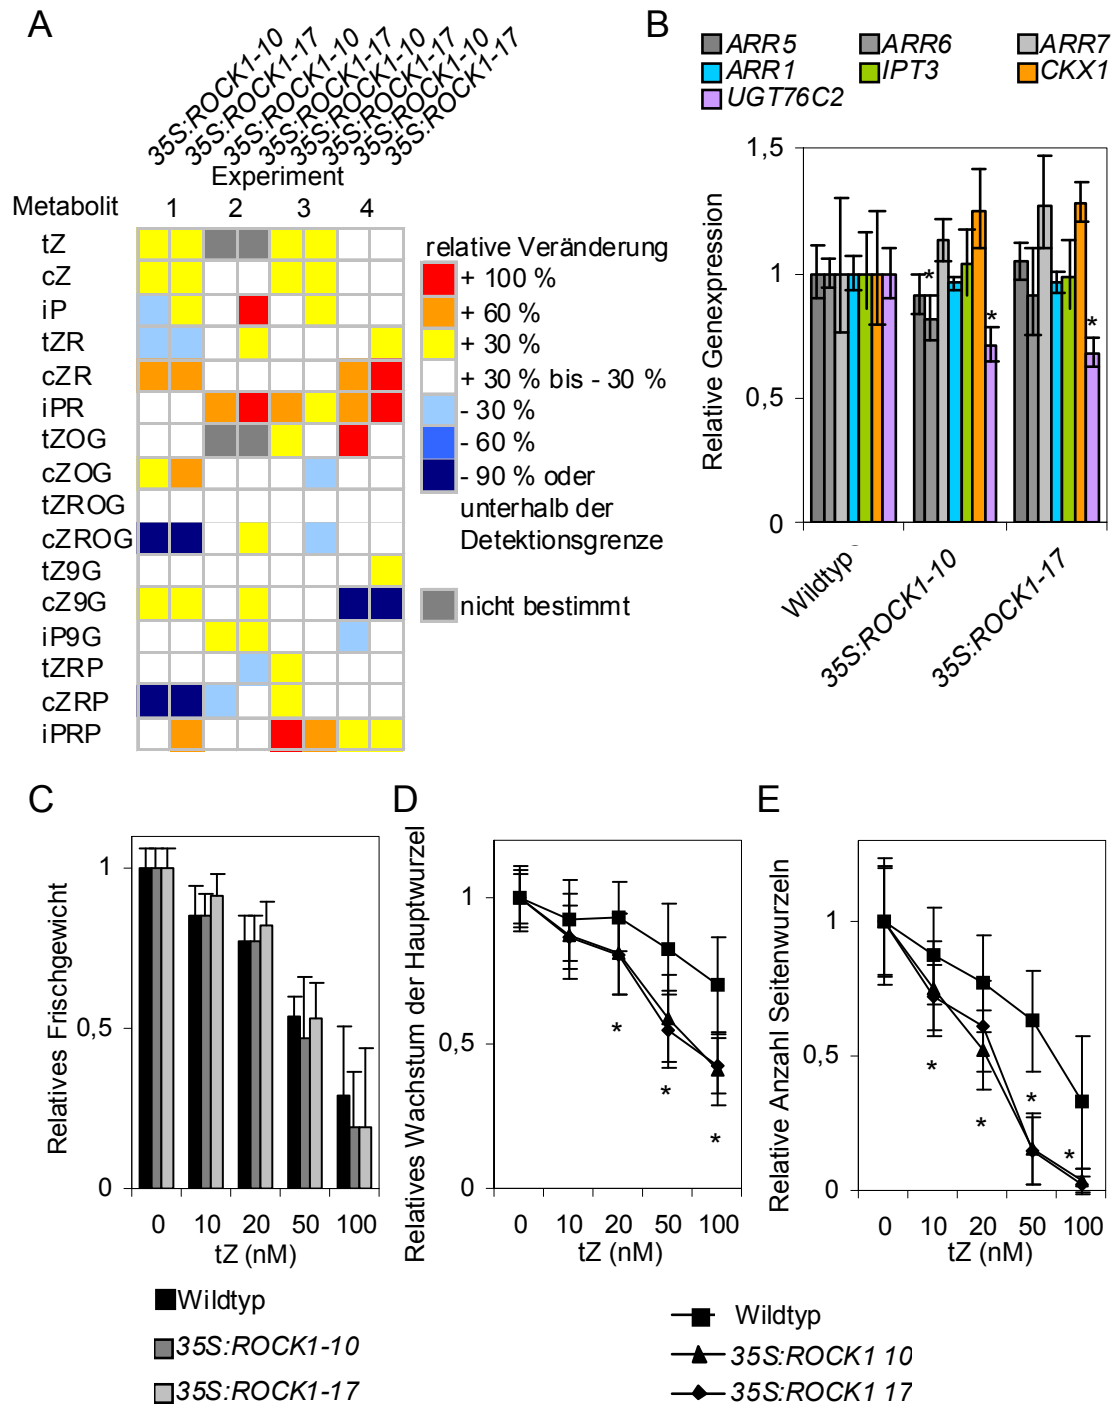 A
35S:ROCK1-10
35S:ROCK1-17
35S:ROCK1-10
35S:ROCK1-17
35S:ROCK1-10
35S:ROCK1-17
35S:ROCK1-10
35S:ROCK1-17
Experiment
Metabolit 1 2 3 4
tZ
cZ
iP
tZR
cZR
iPR
tZOG
cZOG
tZROG
cZROG
tZ9G
cZ9G
iP9G
tZRP
cZRP
iPRP
relative Veränderung
+ 100 %
+ 60 %
+ 30 %
+ 30 % bis - 30 %
- 30 %
- 60 %
- 90 % oder
unterhalb der
Detektionsgrenze
nicht bestimmt
B
ARR5 ARR6 ARR7
ARR1 IPT3 CKX1
UGT76C2
Relative Genexpression
1,5
1
0,5
0
*
*
*
Wildtyp
35S:ROCK1-10
35S:ROCK1-17
C
Relatives Frischgewicht
1
0,5
0
0 10 20 50 100
tZ (nM)
Wildtyp
35S:ROCK1-10
35S:ROCK1-17
D
Relatives Wachstum der Hauptwurzel
1
0,5
0
*
*
*
0 10 20 50 100
tZ (nM)
E
Relative Anzahl Seitenwurzeln
1
0,5
0
*
*
*
*
0 10 20 50 100
tZ (nM)
Wildtyp
35S:ROCK1 10
35S:ROCK1 17